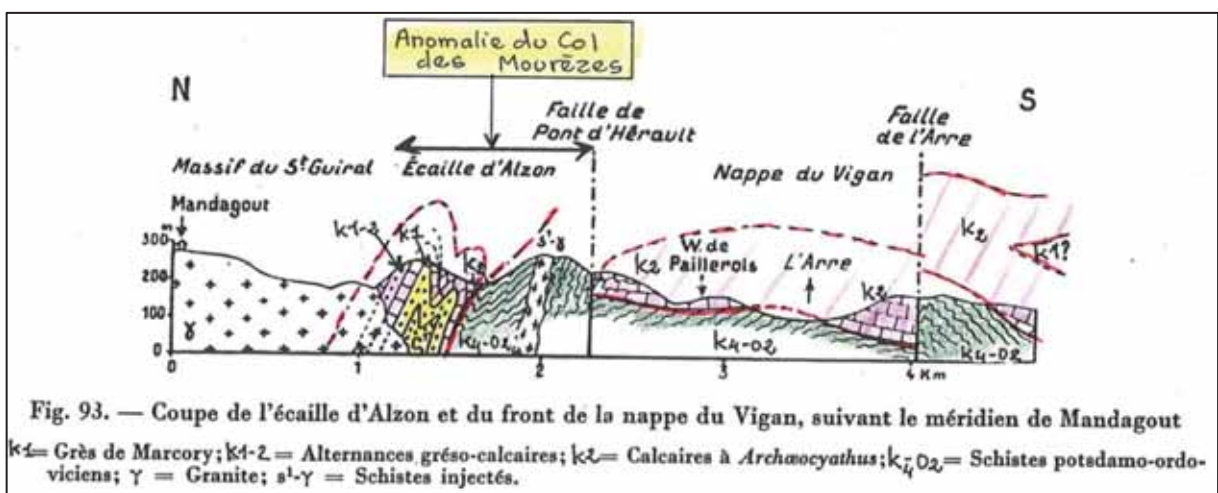 Anomalie du Col
des Mourèzes
N
S
Faille de
Pont d'Hérault
Faille
de l'Arre
Massif du St Guiral
Écaille d'Alzon
Nappe du Vigan
Mandagout
m
300
200
100
0
γ
k1-2
k1
k2
s1-γ
k4-O2
k2
W. de
Paillerols
L'Arre
k2
k4-O2
k2
k1?
k4-O2
0
1
2
3
4 Km
Fig. 93. — Coupe de l'écaille d'Alzon et du front de la nappe du Vigan, suivant le méridien de Mandagout
k1= Grès de Marcory; k1-2 = Alternances gréso-calcaires; k2= Calcaires à Archæocyathus; k4-O2= Schistes potsdamo-ordo-
viciens; γ = Granite; s1-γ = Schistes injectés.